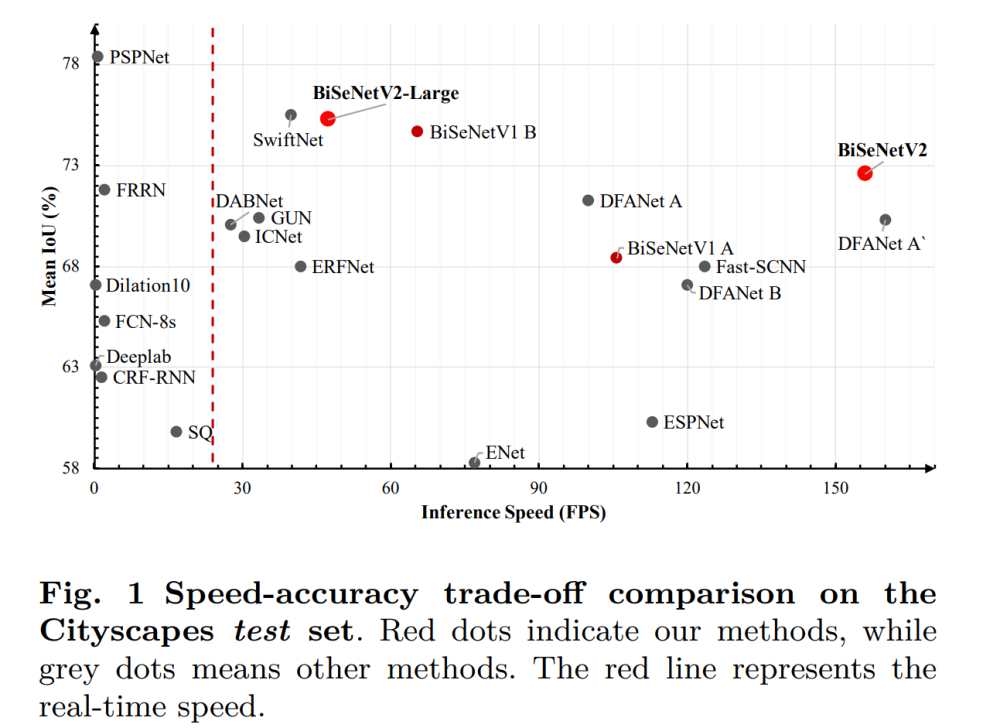 78
PSPNet
BiSeNetV2-Large
SwiftNet
BiSeNetV1 B
BiSeNetV2
73
FRRN
DABNet
GUN
ICNet
DFANet A
DFANet A`
BiSeNetV1 A
68
ERFNet
Fast-SCNN
Dilation10
DFANet B
FCN-8s
Deeplab
63
CRF-RNN
SQ
ESPNet
ENet
58
Mean IoU (%)
0 30 60 90 120 150
Inference Speed (FPS)
Fig. 1 Speed-accuracy trade-off comparison on the
Cityscapes test set. Red dots indicate our methods, while
grey dots means other methods. The red line represents the
real-time speed.